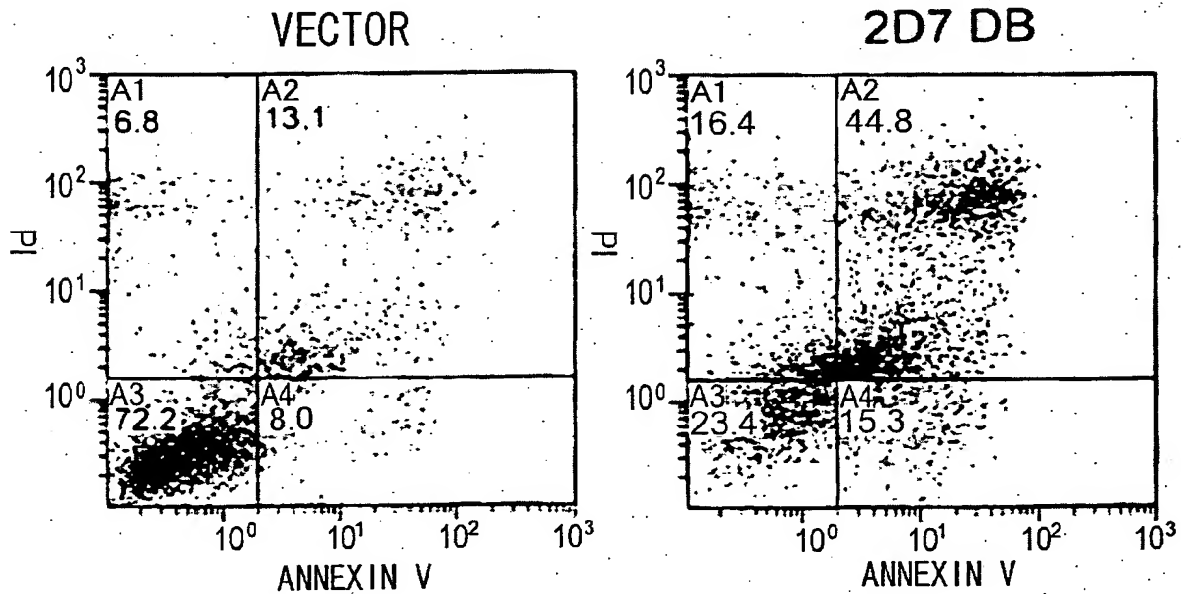 VECTOR
10³
A1
6.8
A2
13.1
10²
PI
10¹
10⁰
A3
72.2
A4
8.0
10⁰ 10¹ 10² 10³
ANNEXIN V
2D7 DB
10³
A1
16.4
A2
44.8
10²
PI
10¹
10⁰
A3
23.4
A4
15.3
10⁰ 10¹ 10² 10³
ANNEXIN V